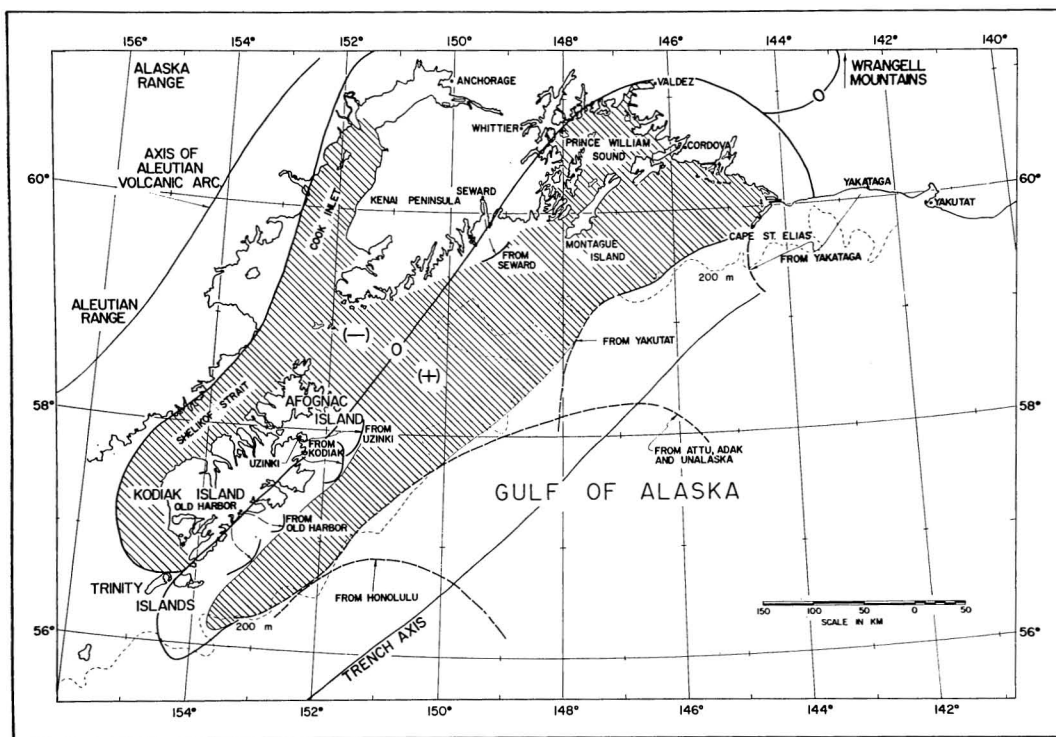 156°
154°
152°
150°
148°
146°
144°
142°
140°
ALASKA
RANGE
WRANGELL
MOUNTAINS
O
ANCHORAGE
VALDEZ
WHITTIER
PRINCE WILLIAM
SOUND
CORDOVA
AXIS OF
ALEUTIAN
VOLCANIC ARC
60°
60°
COOK INLET
KENAI PENINSULA
SEWARD
YAKATAGA
YAKUTAT
MONTAGUE
ISLAND
CAPE ST. ELIAS
FROM
SEWARD
FROM YAKATAGA
200 m
ALEUTIAN
RANGE
(—)
O
(+)
FROM YAKUTAT
58°
58°
SHELIKOF STRAIT
AFOGNAC
ISLAND
FROM
UZINKI
FROM
KODIAK
UZINKI
FROM ATTU, ADAK
AND UNALASKA
KODIAK ISLAND
OLD HARBOR
FROM
OLD HARBOR
GULF OF ALASKA
TRINITY
ISLANDS
FROM HONOLULU
200 m
TRENCH AXIS
150 100 50 0 50
SCALE IN KM
56°
56°
154°
152°
150°
148°
146°
144°
142°